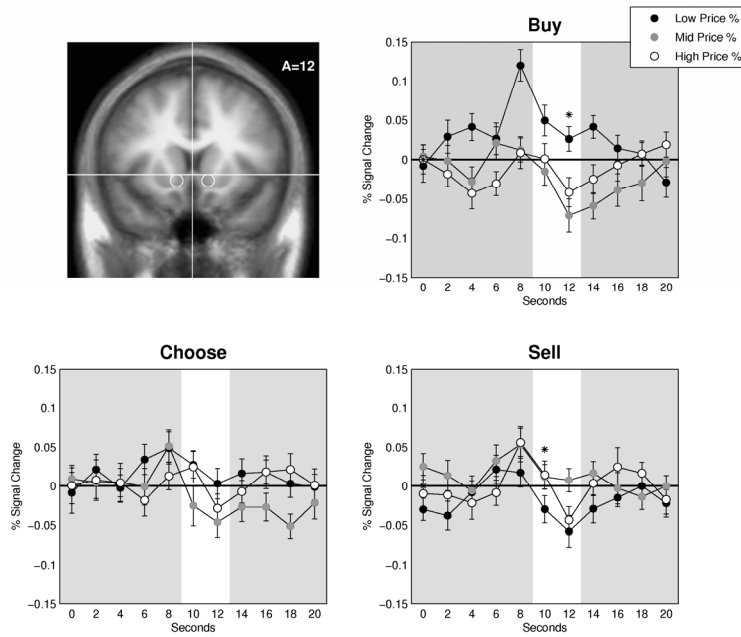 A=12
Buy
Low Price %
Mid Price %
High Price %
0.15
0.1
0.05
0
−0.05
−0.1
−0.15
% Signal Change
*
0 2 4 6 8 10 12 14 16 18 20
Seconds
Choose
0.15
0.1
0.05
0
−0.05
−0.1
−0.15
% Signal Change
0 2 4 6 8 10 12 14 16 18 20
Seconds
Sell
0.15
0.1
0.05
0
−0.05
−0.1
−0.15
% Signal Change
*
0 2 4 6 8 10 12 14 16 18 20
Seconds